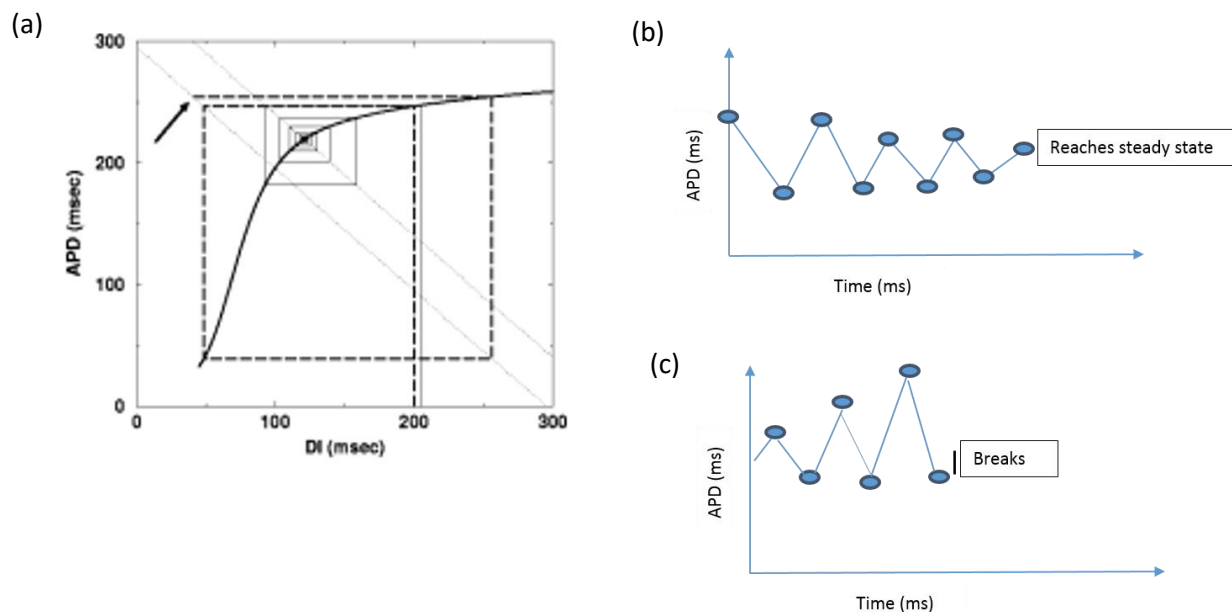 (a)
300
200
100
0
APD (msec)
0
100
200
300
DI (msec)
(b)
APD (ms)
Reaches steady state
Time (ms)
(c)
APD (ms)
Breaks
Time (ms)